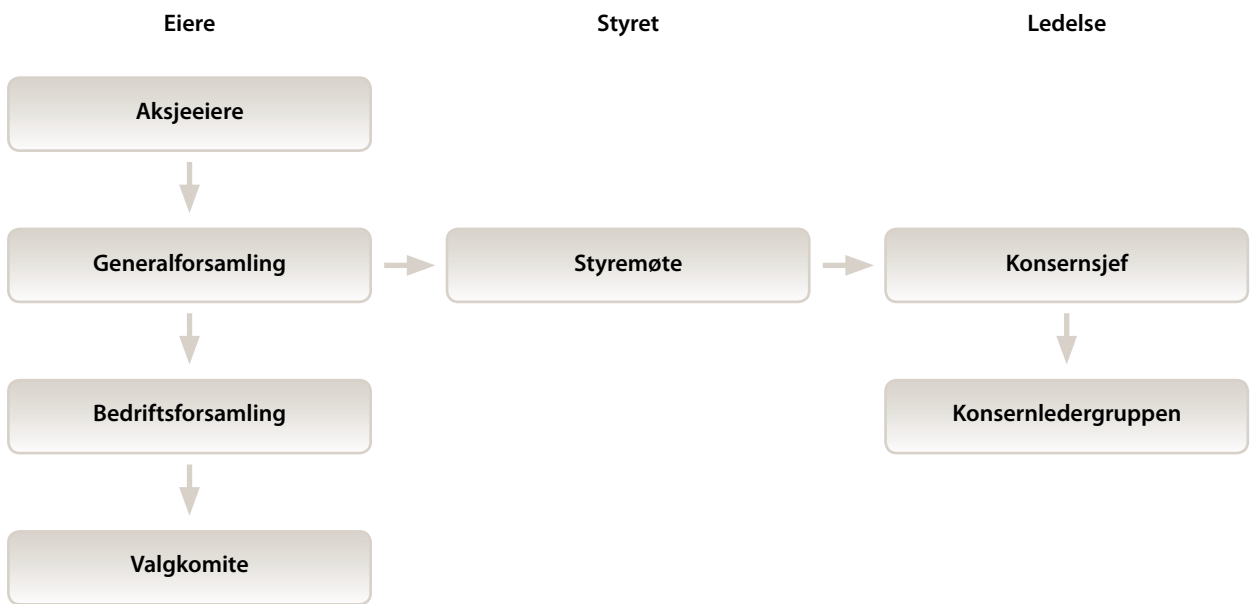 Eiere
Styret
Ledelse
Aksjeeiere
Generalforsamling
Styremøte
Konsernsjef
Bedriftsforsamling
Konsernledergruppen
Valgkomite